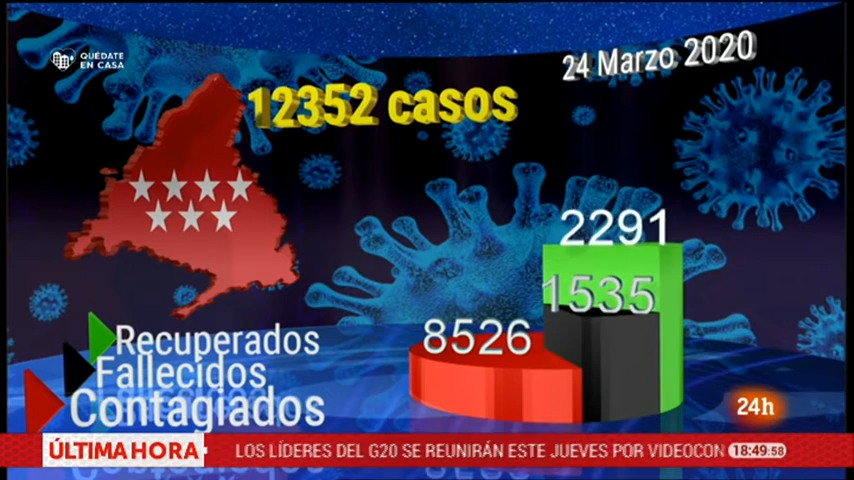 QUÉDATE
EN CASA
24 Marzo 2020
12352 casos
2291
1535
8526
Recuperados
Fallecidos
Contagiados
24h
ÚLTIMA HORA
LOS LÍDERES DEL G20 SE REUNIRÁN ESTE JUEVES POR VIDEOCON
18:49:58